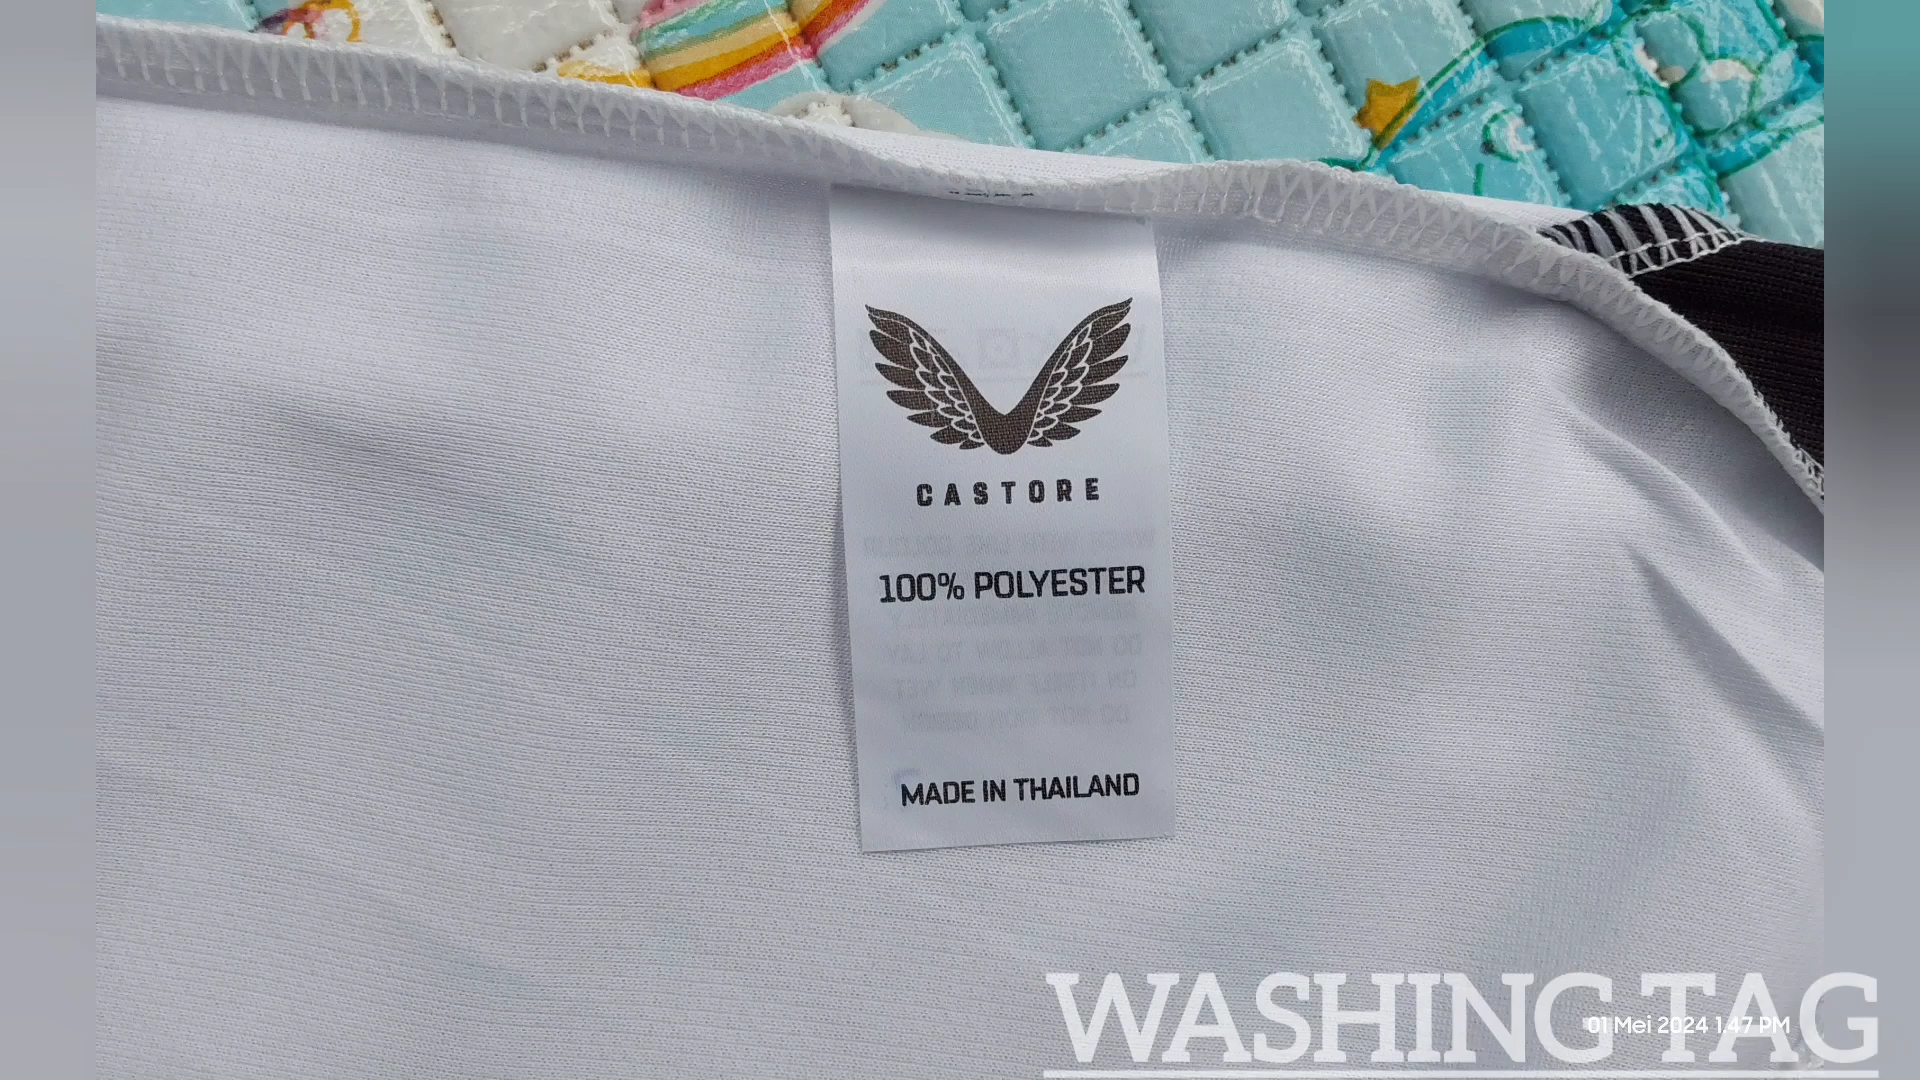 CASTORE
100% POLYESTER
MADE IN THAILAND
WASHING TAG
01 Mei 2024 1.47 PM